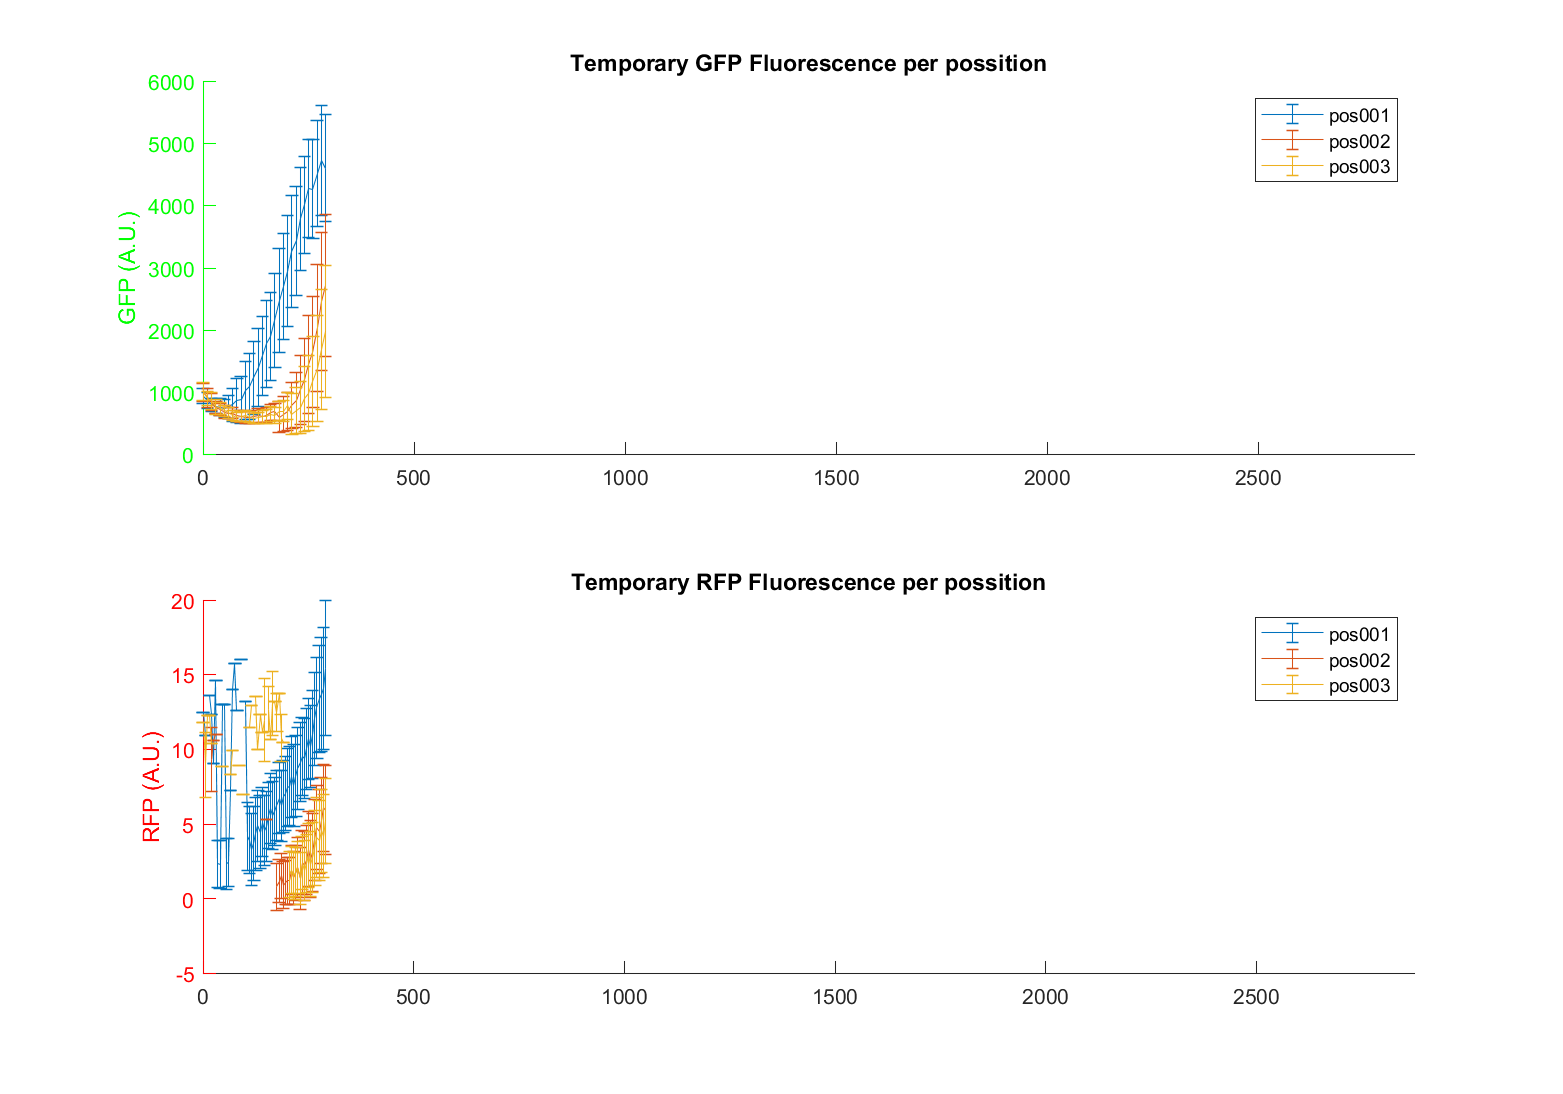 Temporary GFP Fluorescence per possition
6000
5000
4000
3000
2000
1000
0
GFP (A.U.)
0 500 1000 1500 2000 2500
pos001
pos002
pos003
Temporary RFP Fluorescence per possition
20
15
10
5
0
-5
RFP (A.U.)
0 500 1000 1500 2000 2500
pos001
pos002
pos003